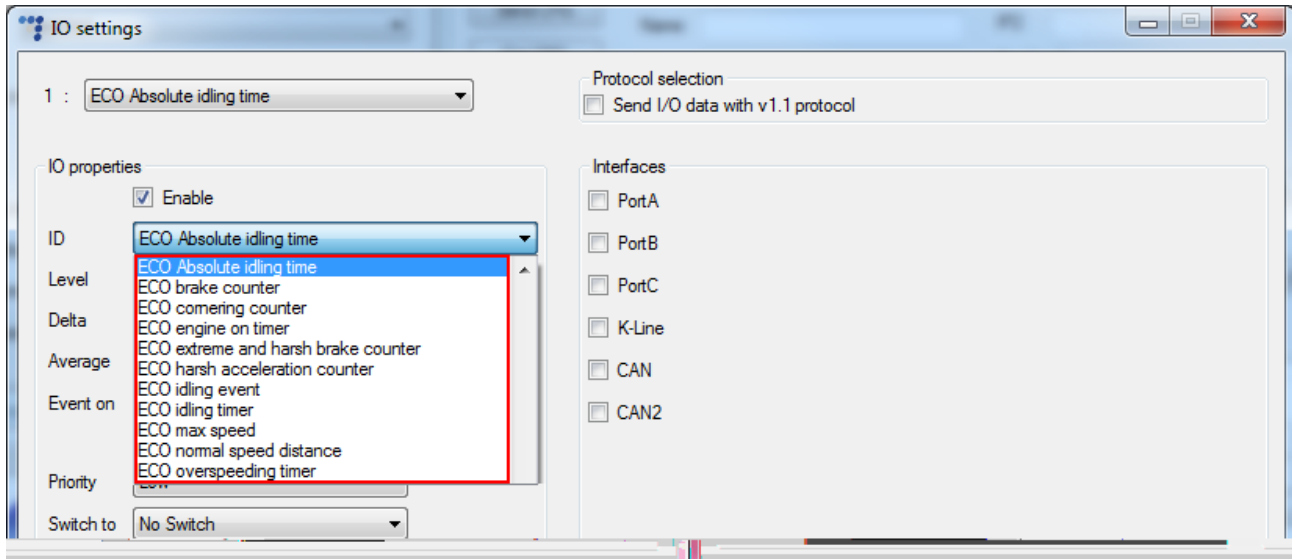 IO settings
1 : ECO Absolute idling time
Protocol selection
Send I/O data with v1.1 protocol
IO properties
Enable
ID ECO Absolute idling time
ECO Absolute idling time
Level
ECO brake counter
ECO cornering counter
Delta
ECO engine on timer
ECO extreme and harsh brake counter
Average
ECO harsh acceleration counter
ECO idling event
Event on
ECO idling timer
ECO max speed
ECO normal speed distance
ECO overspeeding timer
Priority
Switch to No Switch
Interfaces
PortA
PortB
PortC
K-Line
CAN
CAN2